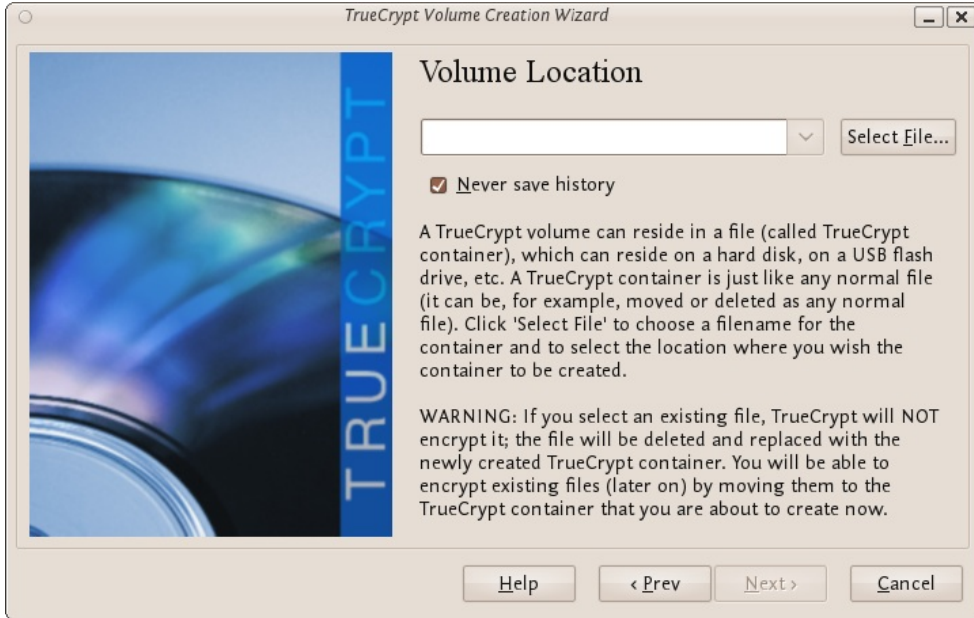 TrueCrypt Volume Creation Wizard
TRUECRYPT
Volume Location
Select File...
Never save history
A TrueCrypt volume can reside in a file (called TrueCrypt
container), which can reside on a hard disk, on a USB flash
drive, etc. A TrueCrypt container is just like any normal file
(it can be, for example, moved or deleted as any normal
file). Click 'Select File' to choose a filename for the
container and to select the location where you wish the
container to be created.
WARNING: If you select an existing file, TrueCrypt will NOT
encrypt it; the file will be deleted and replaced with the
newly created TrueCrypt container. You will be able to
encrypt existing files (later on) by moving them to the
TrueCrypt container that you are about to create now.
Help
< Prev
Next >
Cancel